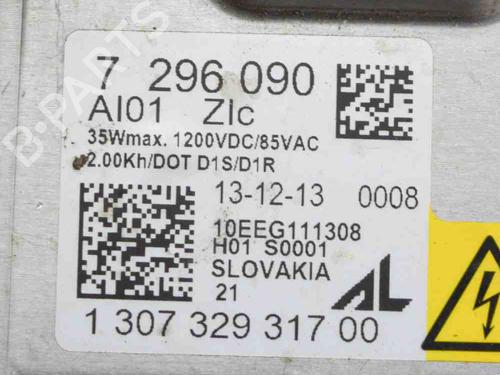 7 296 090
AI01 ZIc
35Wmax. 1200VDC/85VAC
2.00Kh/DOT D1S/D1R
13-12-13 0008
10EEG111308
H01 S0001
SLOVAKIA
21
AL
1 307 329 317 00
B-PARTS